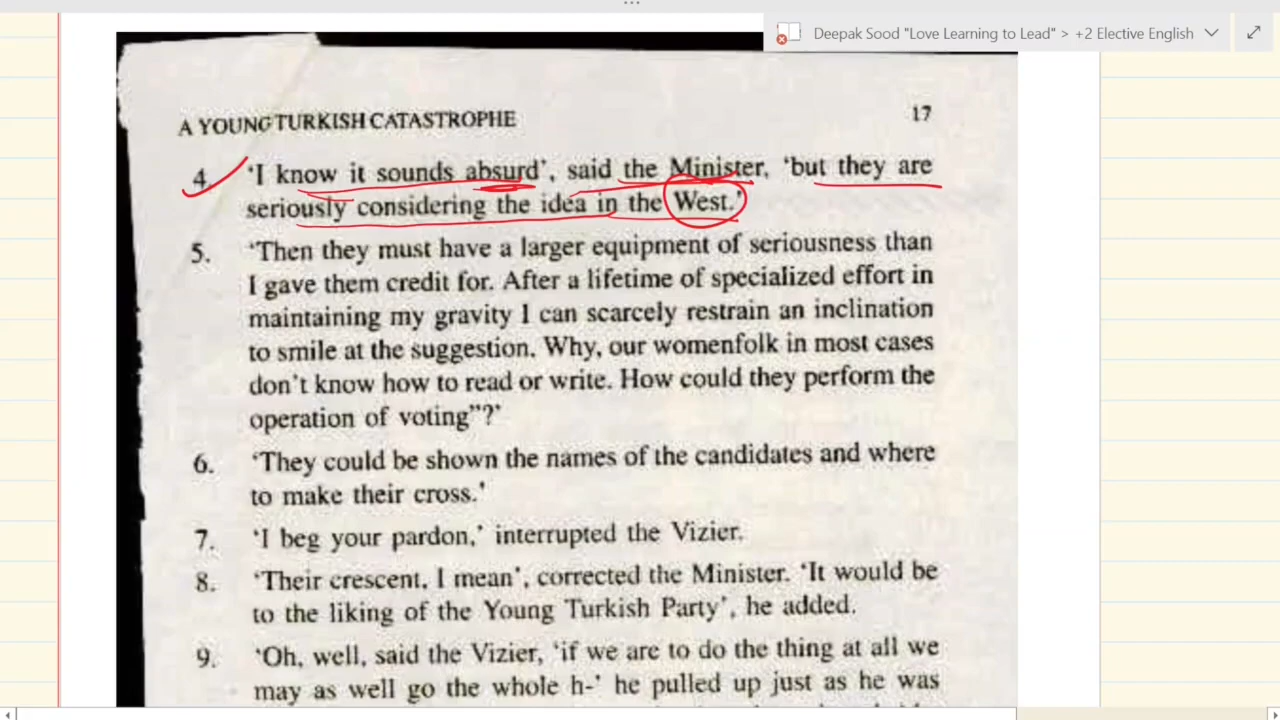 Deepak Sood "Love Learning to Lead" > +2 Elective English
A YOUNG TURKISH CATASTROPHE 17
4. 'I know it sounds absurd', said the Minister, 'but they are
seriously considering the idea in the West.'
5. 'Then they must have a larger equipment of seriousness than
I gave them credit for. After a lifetime of specialized effort in
maintaining my gravity I can scarcely restrain an inclination
to smile at the suggestion. Why, our womenfolk in most cases
don't know how to read or write. How could they perform the
operation of voting"?'
6. 'They could be shown the names of the candidates and where
to make their cross.'
7. 'I beg your pardon,' interrupted the Vizier.
8. 'Their crescent, I mean', corrected the Minister. 'It would be
to the liking of the Young Turkish Party', he added.
9. 'Oh, well, said the Vizier, 'if we are to do the thing at all we
may as well go the whole h-' he pulled up just as he was